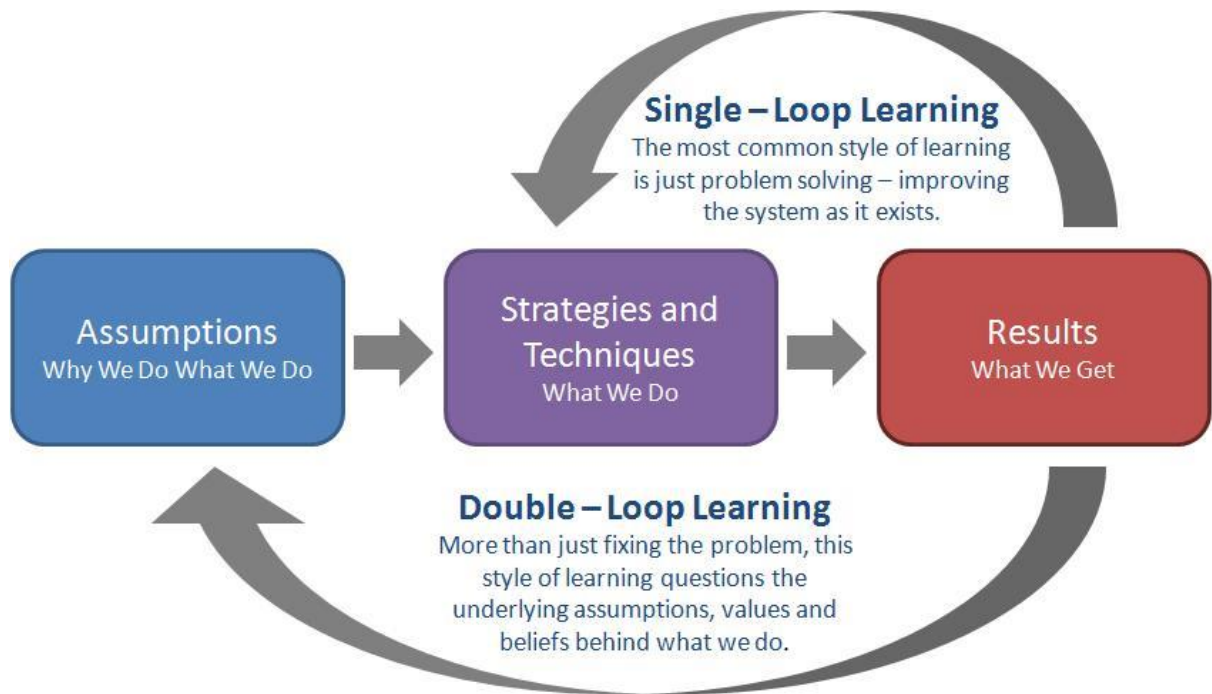 Single – Loop Learning
The most common style of learning
is just problem solving – improving
the system as it exists.
Assumptions
Why We Do What We Do
Strategies and
Techniques
What We Do
Results
What We Get
Double – Loop Learning
More than just fixing the problem, this
style of learning questions the
underlying assumptions, values and
beliefs behind what we do.